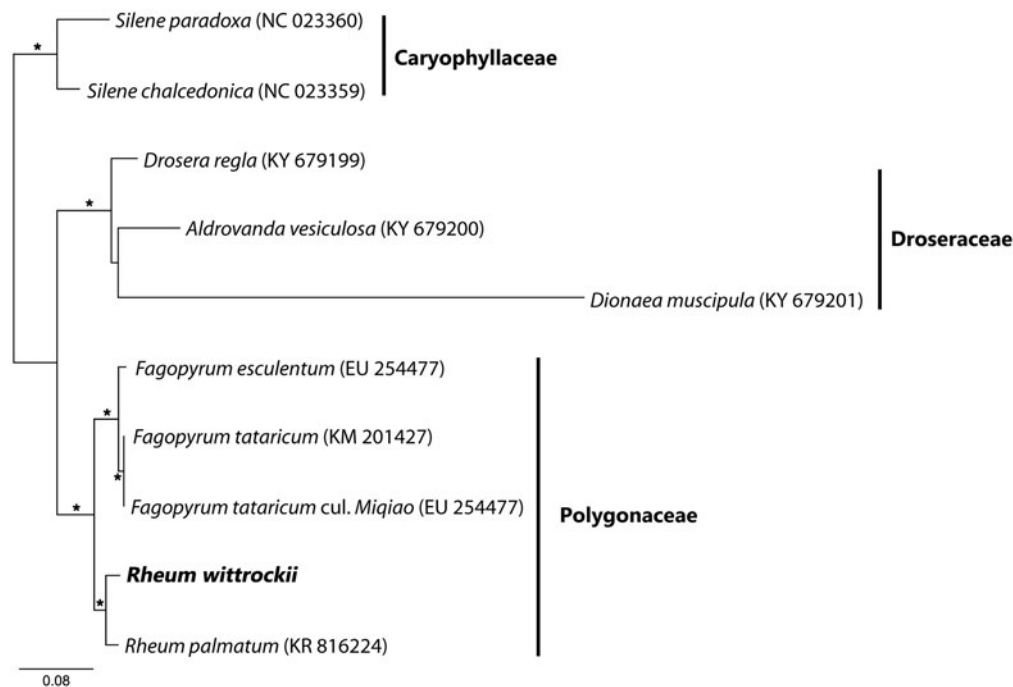 *
Silene paradoxa (NC 023360)
Caryophyllaceae
Silene chalcedonica (NC 023359)
Drosera regla (KY 679199)
*
Aldrovanda vesiculosa (KY 679200)
Droseraceae
Dionaea muscipula (KY 679201)
Fagopyrum esculentum (EU 254477)
*
Fagopyrum tataricum (KM 201427)
*
Fagopyrum tataricum cul. Miqiao (EU 254477)
*
Polygonaceae
Rheum wittrockii
*
Rheum palmatum (KR 816224)
0.08